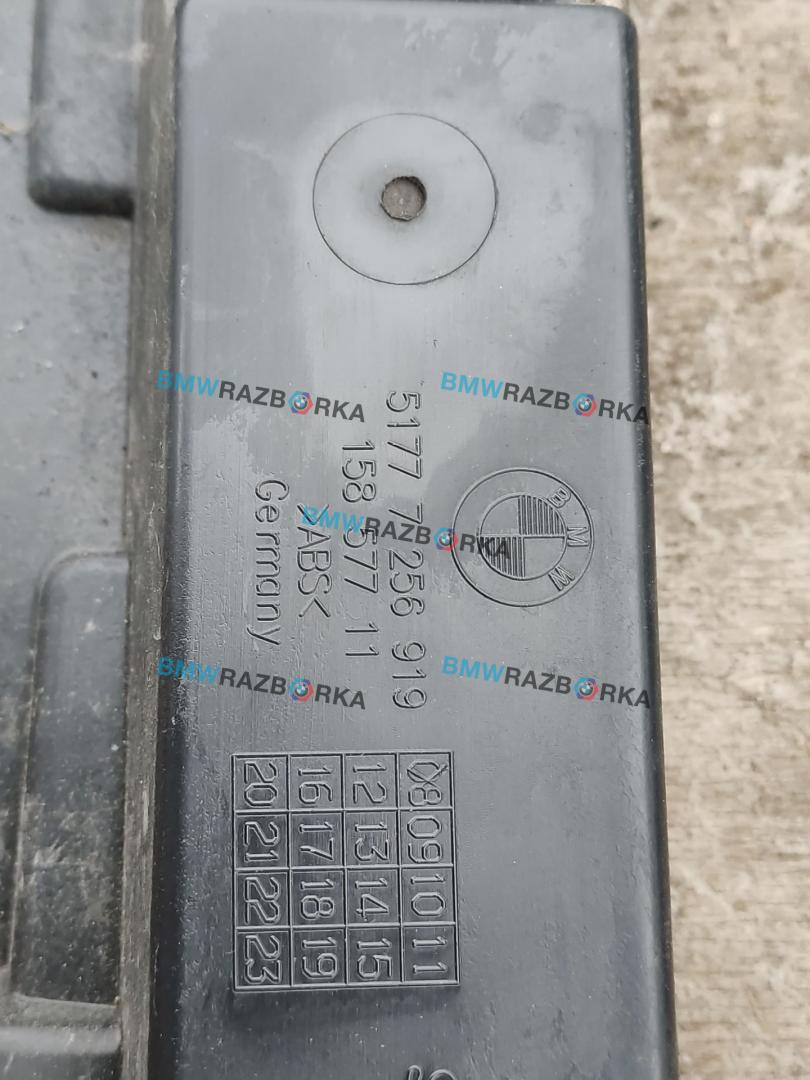 BMW
5177 7 256 919
158 577 11
>ABS<
Germany
08 09 10 11
12 13 14 15
16 17 18 19
20 21 22 23
BMWRAZBORKA
BMWRAZBORKA
BMWRAZBORKA
BMWRAZBORKA
BMWRAZBORKA